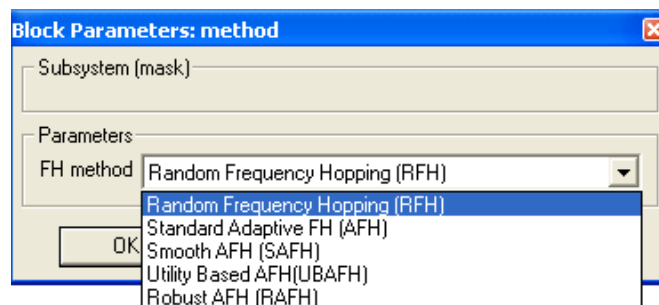 Block Parameters: method
Subsystem (mask)
Parameters
FH method Random Frequency Hopping (RFH)
Random Frequency Hopping (RFH)
Standard Adaptive FH (AFH)
OK
Smooth AFH (SAFH)
Utility Based AFH(UBAFH)
Robust AFH (RAFH)